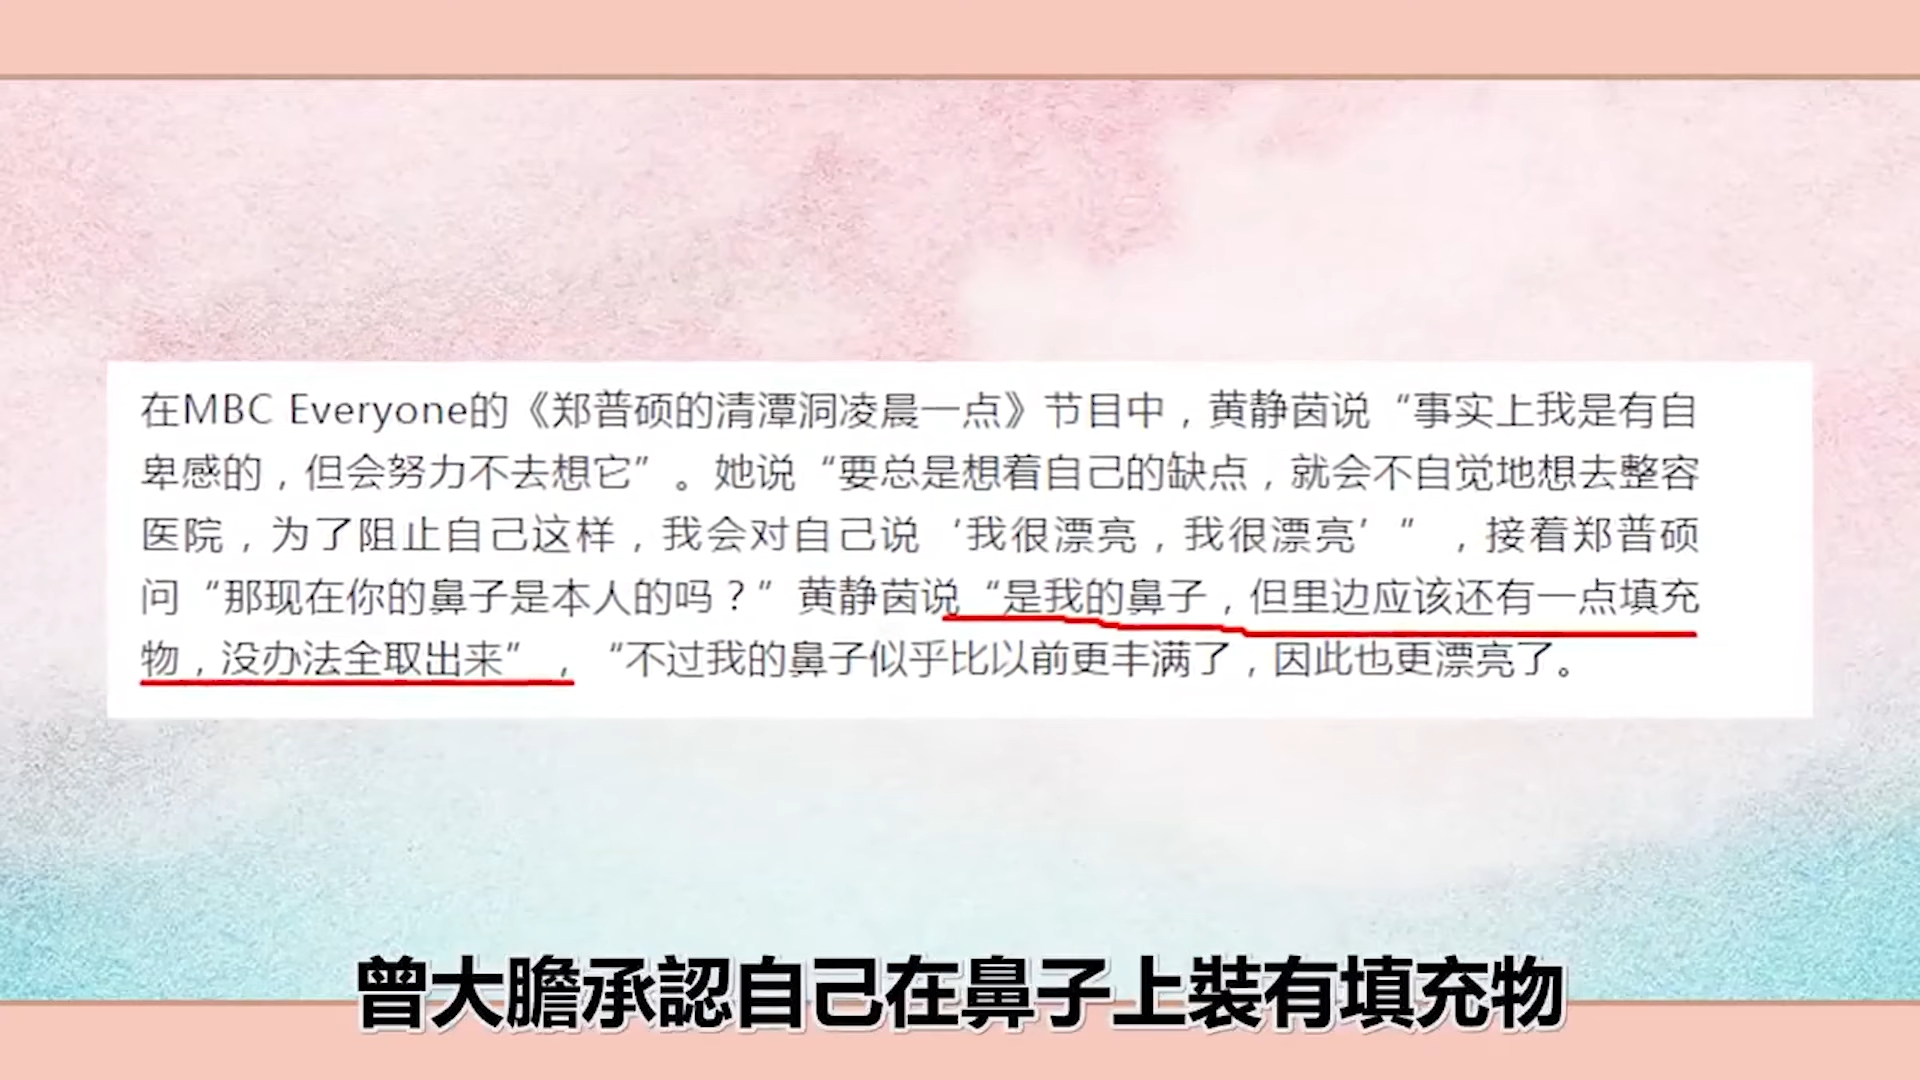 在MBC Everyone的《郑普硕的清潭洞凌晨一点》节目中，黄静茵说“事实上我是有自
卑感的，但会努力不去想它”。她说“要总是想着自己的缺点，就会不自觉地想去整容
医院，为了阻止自己这样，我会对自己说‘我很漂亮，我很漂亮’”，接着郑普硕
问“那现在你的鼻子是本人的吗？”黄静茵说“是我的鼻子，但里边应该还有一点填充
物，没办法全取出来”，“不过我的鼻子似乎比以前更丰满了，因此也更漂亮了。
曾大膽承認自己在鼻子上裝有填充物